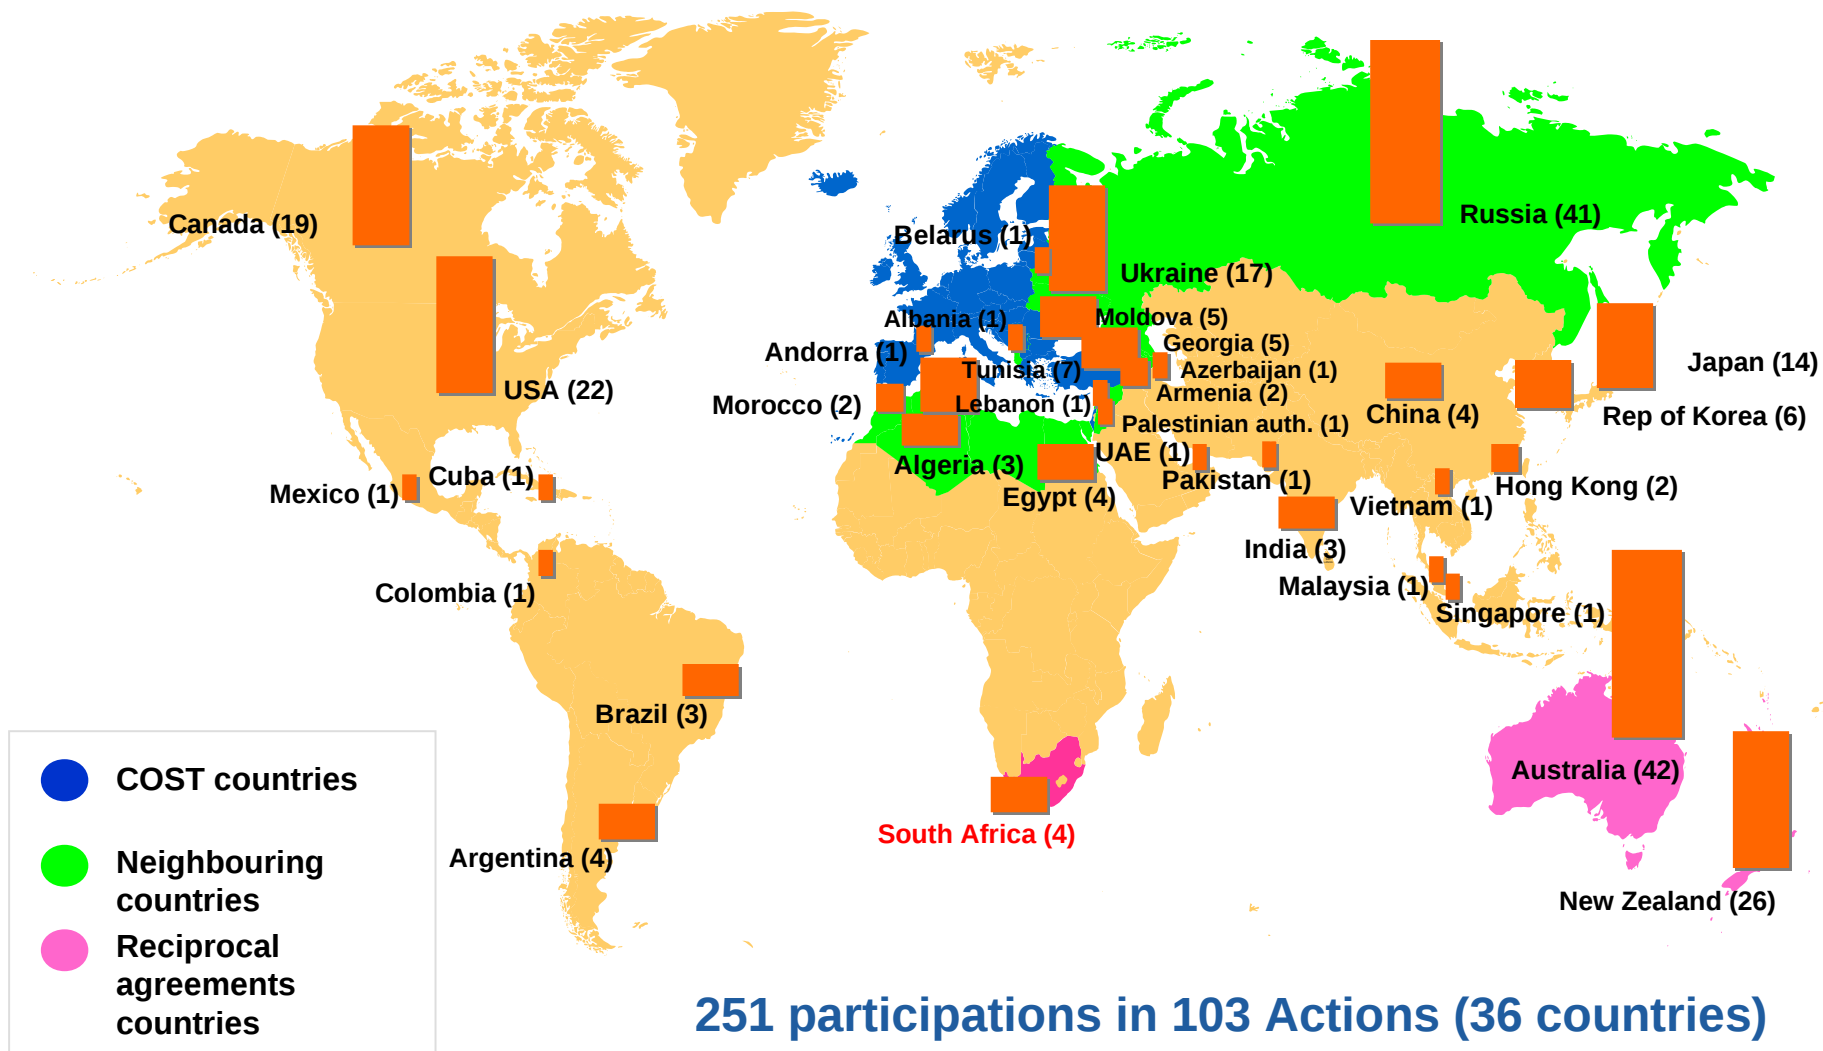 Canada (19)
Russia (41)
Belarus (1)
Ukraine (17)
Albania (1)
Moldova (5)
Georgia (5)
Andorra (1)
Tunisia (7)
Azerbaijan (1)
Japan (14)
USA (22)
Armenia (2)
Morocco (2)
Lebanon (1)
China (4)
Rep of Korea (6)
Palestinian auth. (1)
UAE (1)
Algeria (3)
Cuba (1)
Pakistan (1)
Mexico (1)
Egypt (4)
Hong Kong (2)
Vietnam (1)
India (3)
Malaysia (1)
Colombia (1)
Singapore (1)
Brazil (3)
Australia (42)
South Africa (4)
Argentina (4)
New Zealand (26)
COST countries
Neighbouring
countries
Reciprocal
agreements
countries
251 participations in 103 Actions (36 countries)